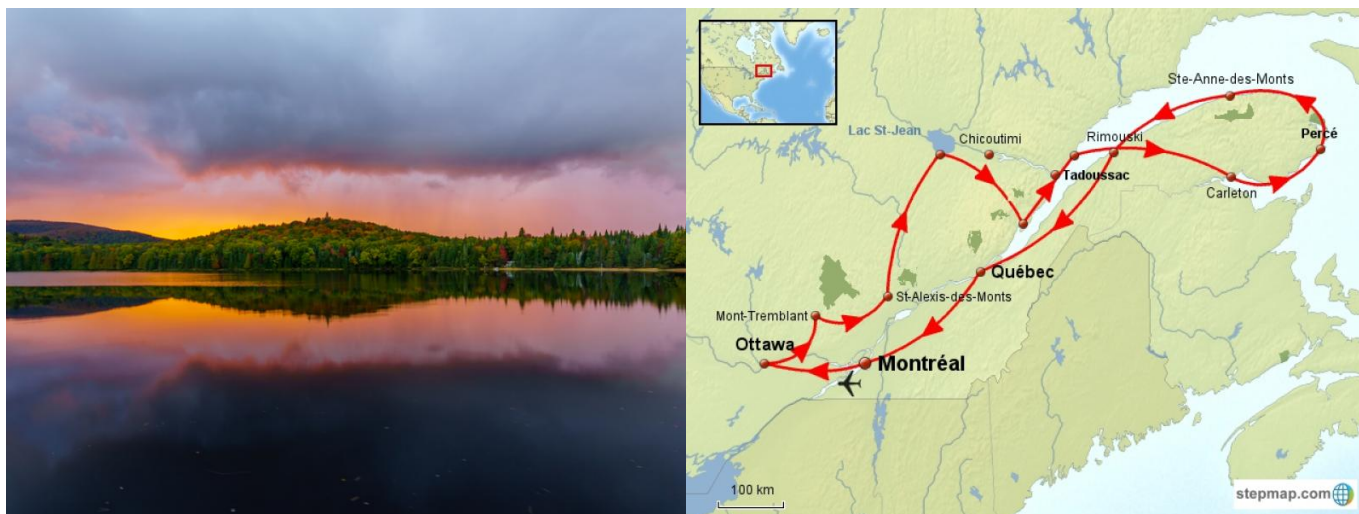 Ste-Anne-des-Monts
Lac St-Jean
Chicoutimi
Rimouski
Percé
Tadoussac
Carleton
Québec
St-Alexis-des-Monts
Mont-Tremblant
Ottawa
Montréal
100 km
stepmap.com